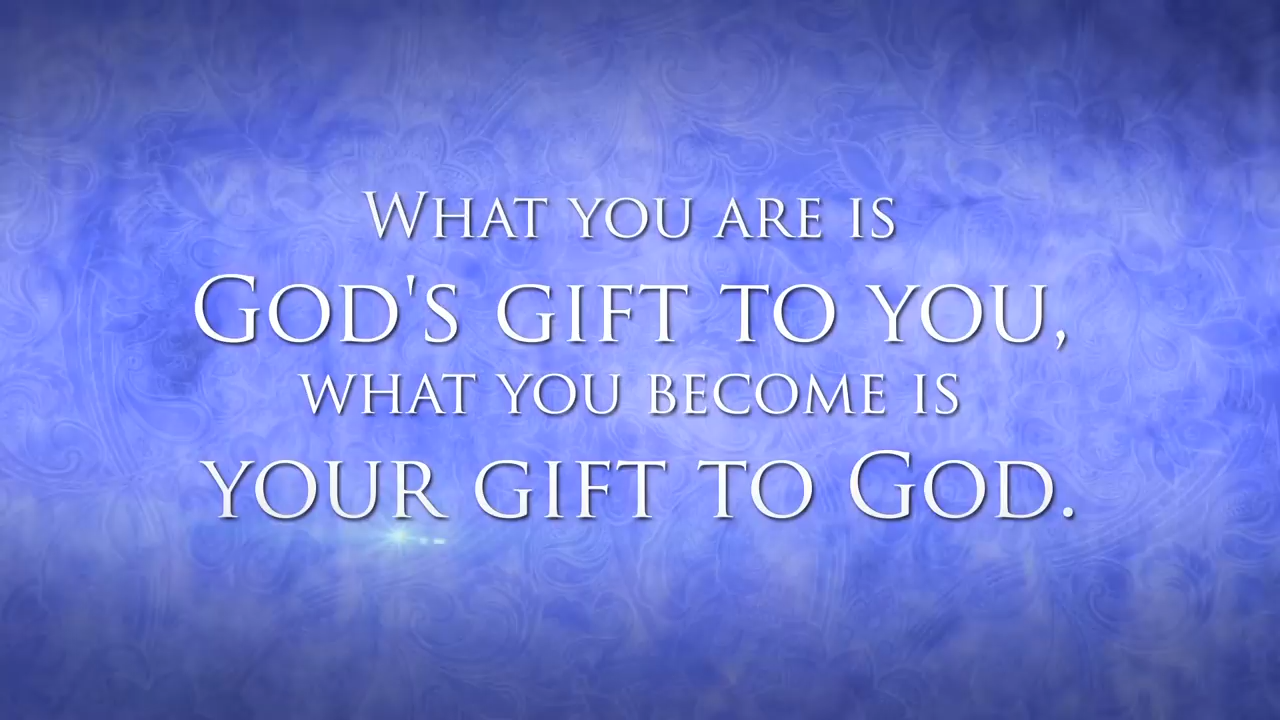 What you are is
God's gift to you,
what you become is
your gift to God.